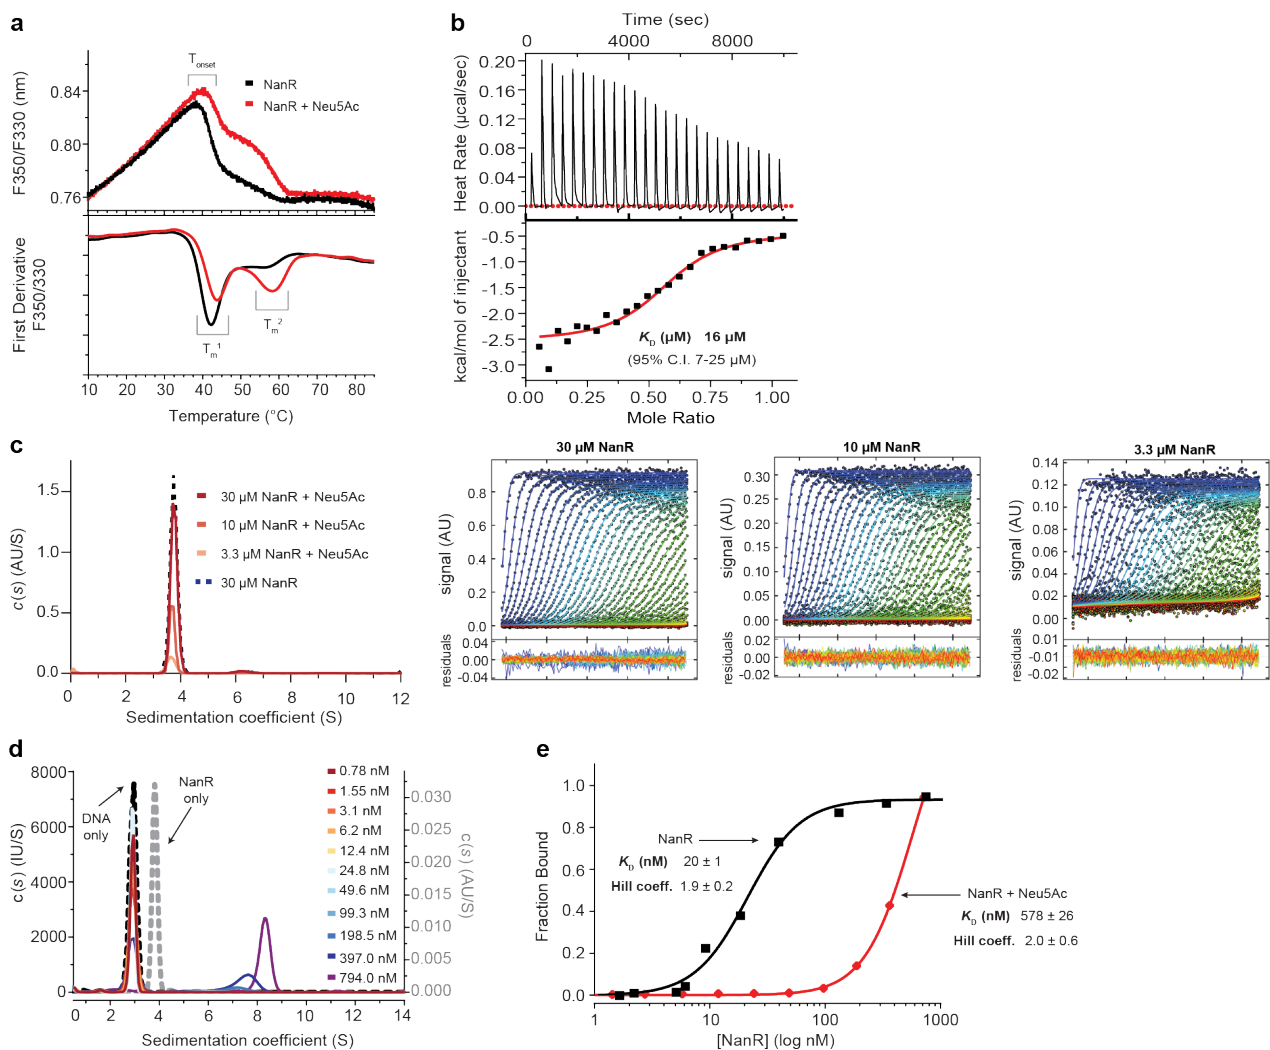 a
T onset
NanR
NanR + Neu5Ac
F350/F330 (nm)
0.84
0.80
0.76
First Derivative
F350/330
Tm1
Tm2
10 20 30 40 50 60 70 80
Temperature (°C)
b
Time (sec)
0 4000 8000
Heat Rate (µcal/sec)
0.20
0.16
0.12
0.08
0.04
0.00
kcal/mol of injectant
-0.5
-1.0
-1.5
-2.0
-2.5
-3.0
KD (µM) 16 µM
(95% C.I. 7-25 µM)
0.00 0.25 0.50 0.75 1.00
Mole Ratio
c
c(s) (AU/S)
1.5
1.0
0.5
0.0
30 µM NanR + Neu5Ac
10 µM NanR + Neu5Ac
3.3 µM NanR + Neu5Ac
30 µM NanR
0 2 4 6 8 10 12
Sedimentation coefficient (S)
30 µM NanR
signal (AU)
0.8
0.6
0.4
0.2
0.0
residuals
0.04
0.00
-0.04
10 µM NanR
signal (AU)
0.30
0.25
0.20
0.15
0.10
0.05
0.00
residuals
0.02
0.00
-0.02
3.3 µM NanR
signal (AU)
0.14
0.12
0.10
0.08
0.06
0.04
0.02
0.00
residuals
0.01
-0.01
-0.02
d
c(s) (IU/S)
8000
6000
4000
2000
0
DNA
only
NanR
only
0.78 nM
1.55 nM
3.1 nM
6.2 nM
12.4 nM
24.8 nM
49.6 nM
99.3 nM
198.5 nM
397.0 nM
794.0 nM
0.030
0.025
0.020
0.015
0.010
0.005
0.000
c(s) (AU/S)
0 2 4 6 8 10 12 14
Sedimentation coefficient (S)
e
Fraction Bound
1.0
0.8
0.6
0.4
0.2
0.0
NanR
KD (nM) 20 ± 1
Hill coeff. 1.9 ± 0.2
NanR + Neu5Ac
KD (nM) 578 ± 26
Hill coeff. 2.0 ± 0.6
1 10 100 1000
[NanR] (log nM)